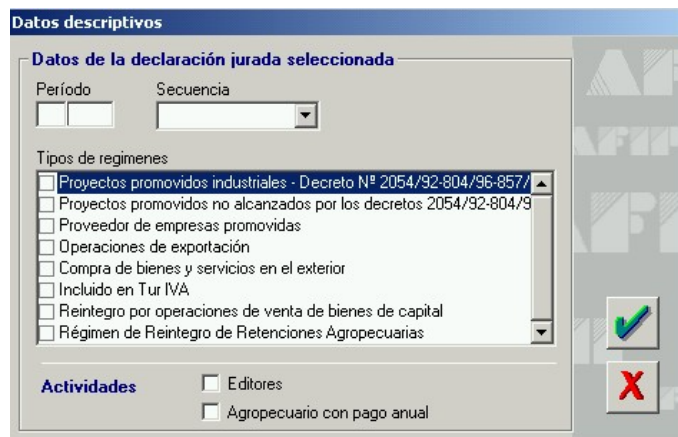 Datos descriptivos
Datos de la declaración jurada seleccionada
Período Secuencia
Tipos de regimenes
Proyectos promovidos industriales - Decreto Nº 2054/92-804/96-857/
Proyectos promovidos no alcanzados por los decretos 2054/92-804/9
Proveedor de empresas promovidas
Operaciones de exportación
Compra de bienes y servicios en el exterior
Incluido en Tur IVA
Reintegro por operaciones de venta de bienes de capital
Régimen de Reintegro de Retenciones Agropecuarias
Actividades
Editores
Agropecuario con pago anual